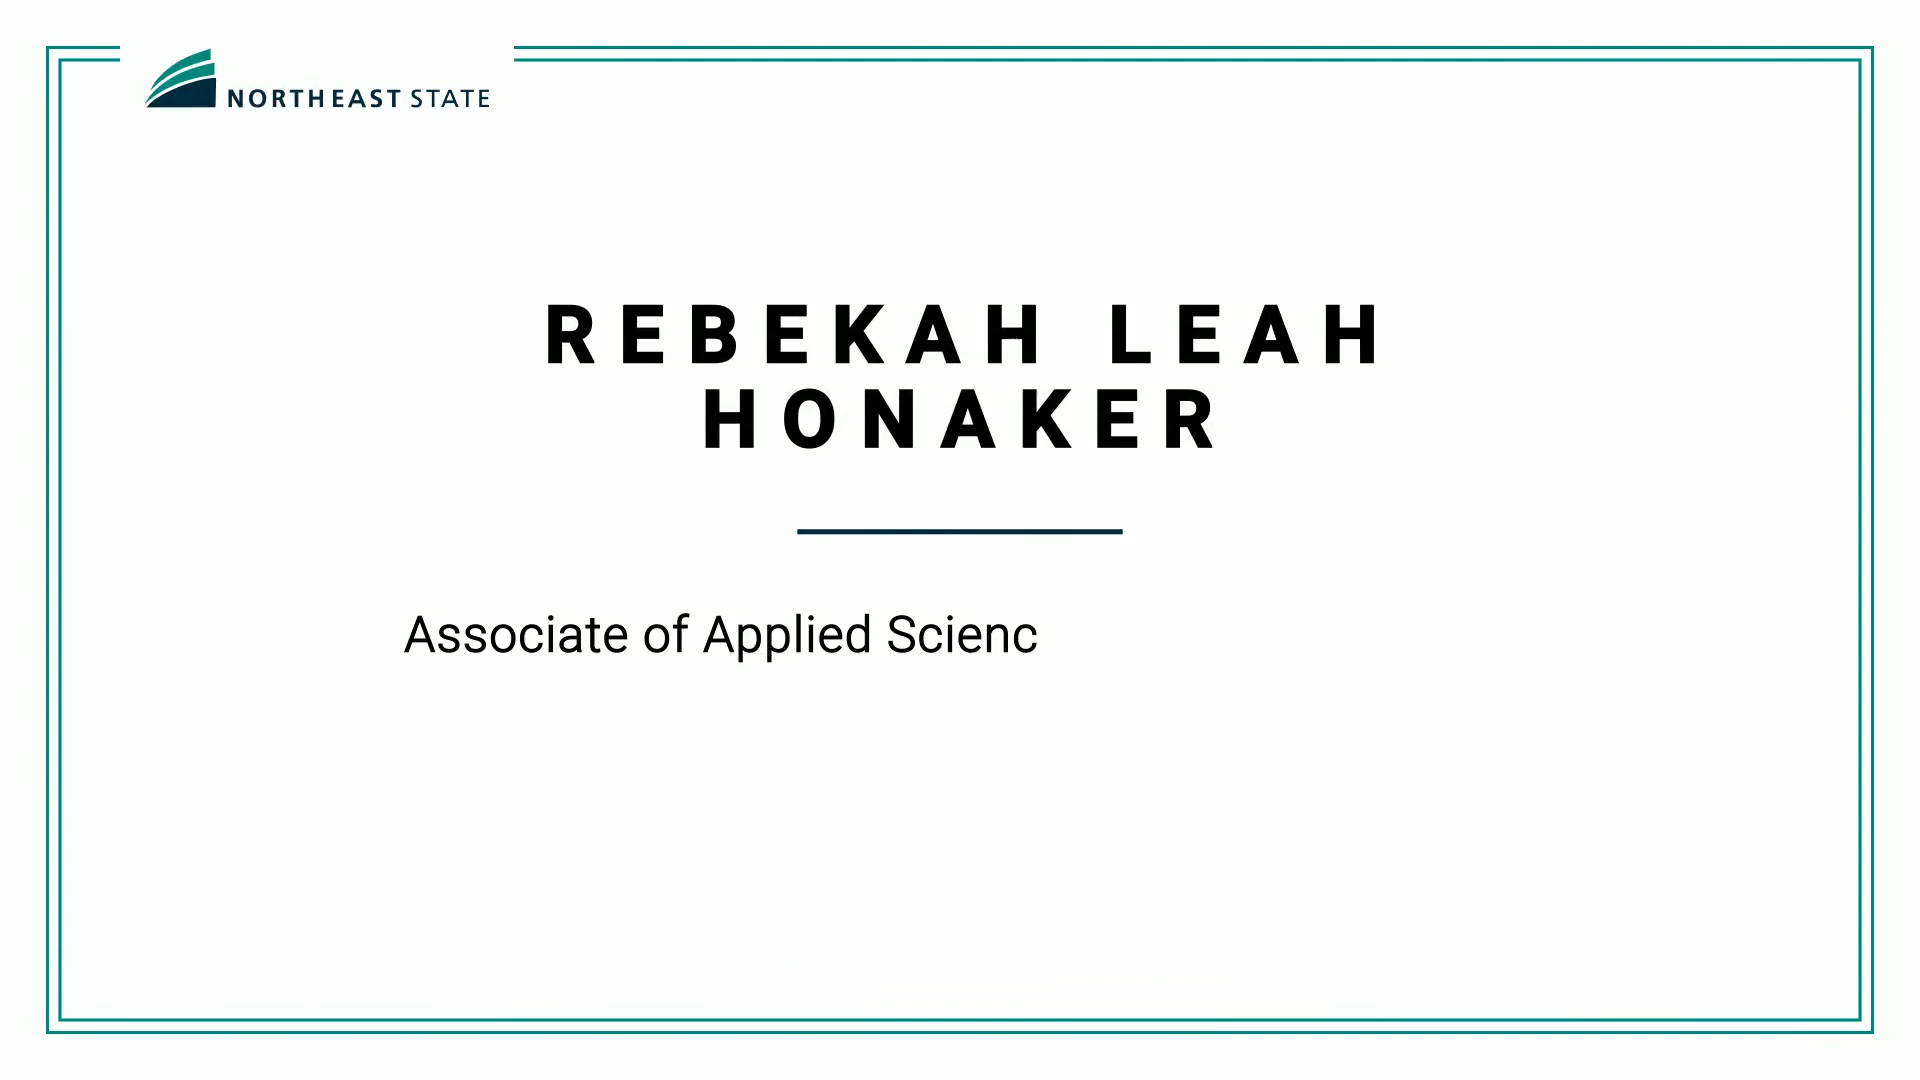 NORTHEAST STATE
REBEKAH LEAH
HONAKER
Associate of Applied Scienc